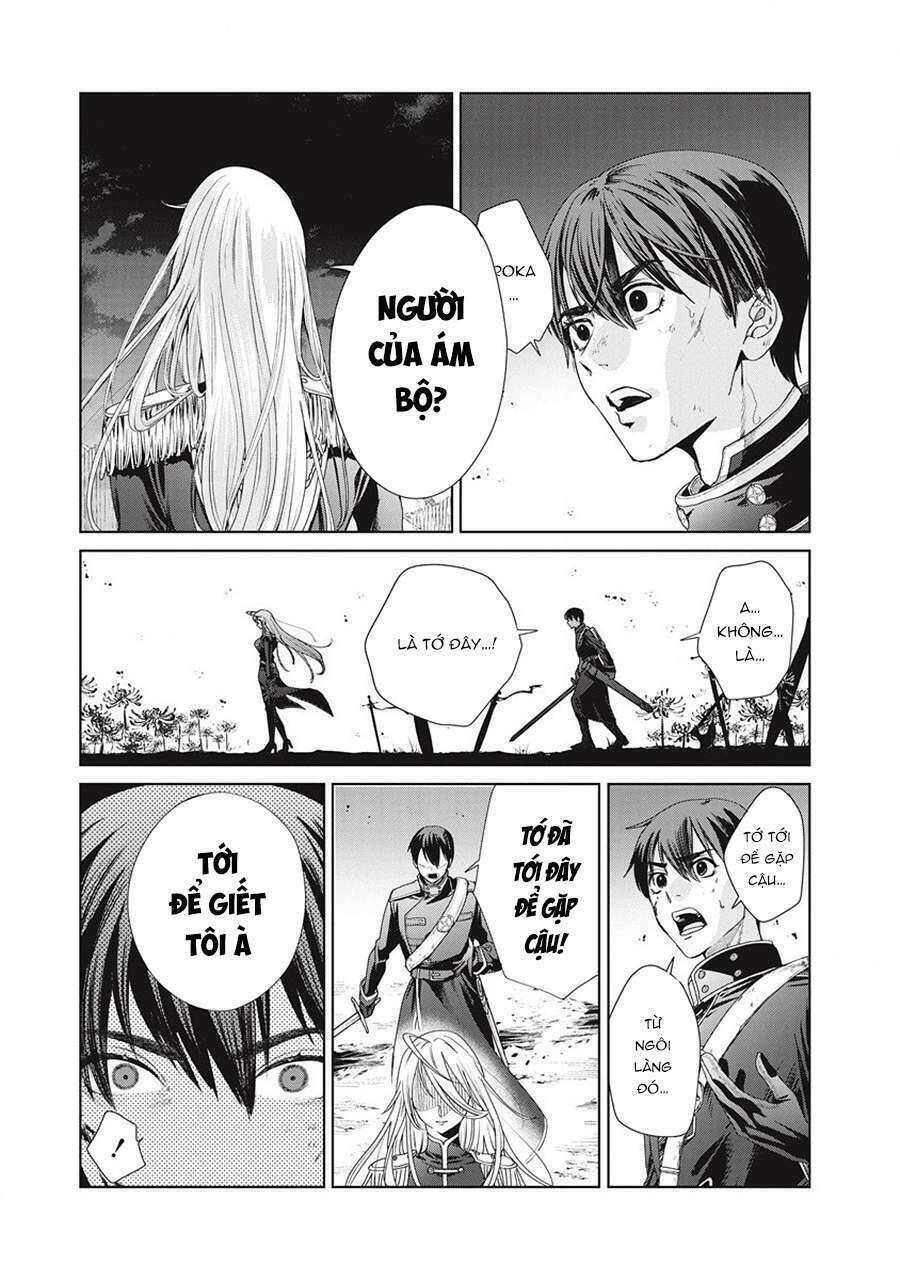 ROKA
...
NGƯỜI
CỦA ÁM
BỘ?
A...
KHÔNG...
LÀ...
LÀ TỚ ĐÂY...!
TỚ TỚI
ĐỂ GẶP
CẬU...
TỪ
NGÔI
LÀNG
ĐÓ...
TỚ ĐÃ
TỚI ĐÂY
ĐỂ GẶP
CẬU!
TỚI
ĐỂ GIẾT
TÔI À
!